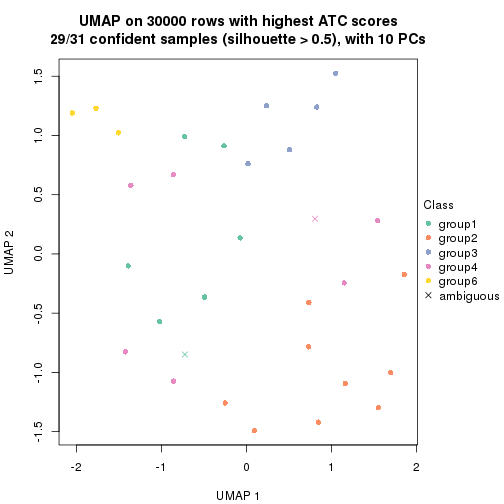 UMAP on 30000 rows with highest ATC scores
29/31 confident samples (silhouette > 0.5), with 10 PCs
1.5
1.0
0.5
0.0
-0.5
-1.0
-1.5
UMAP 2
-2
-1
0
1
2
UMAP 1
Class
group1
group2
group3
group4
group6
ambiguous